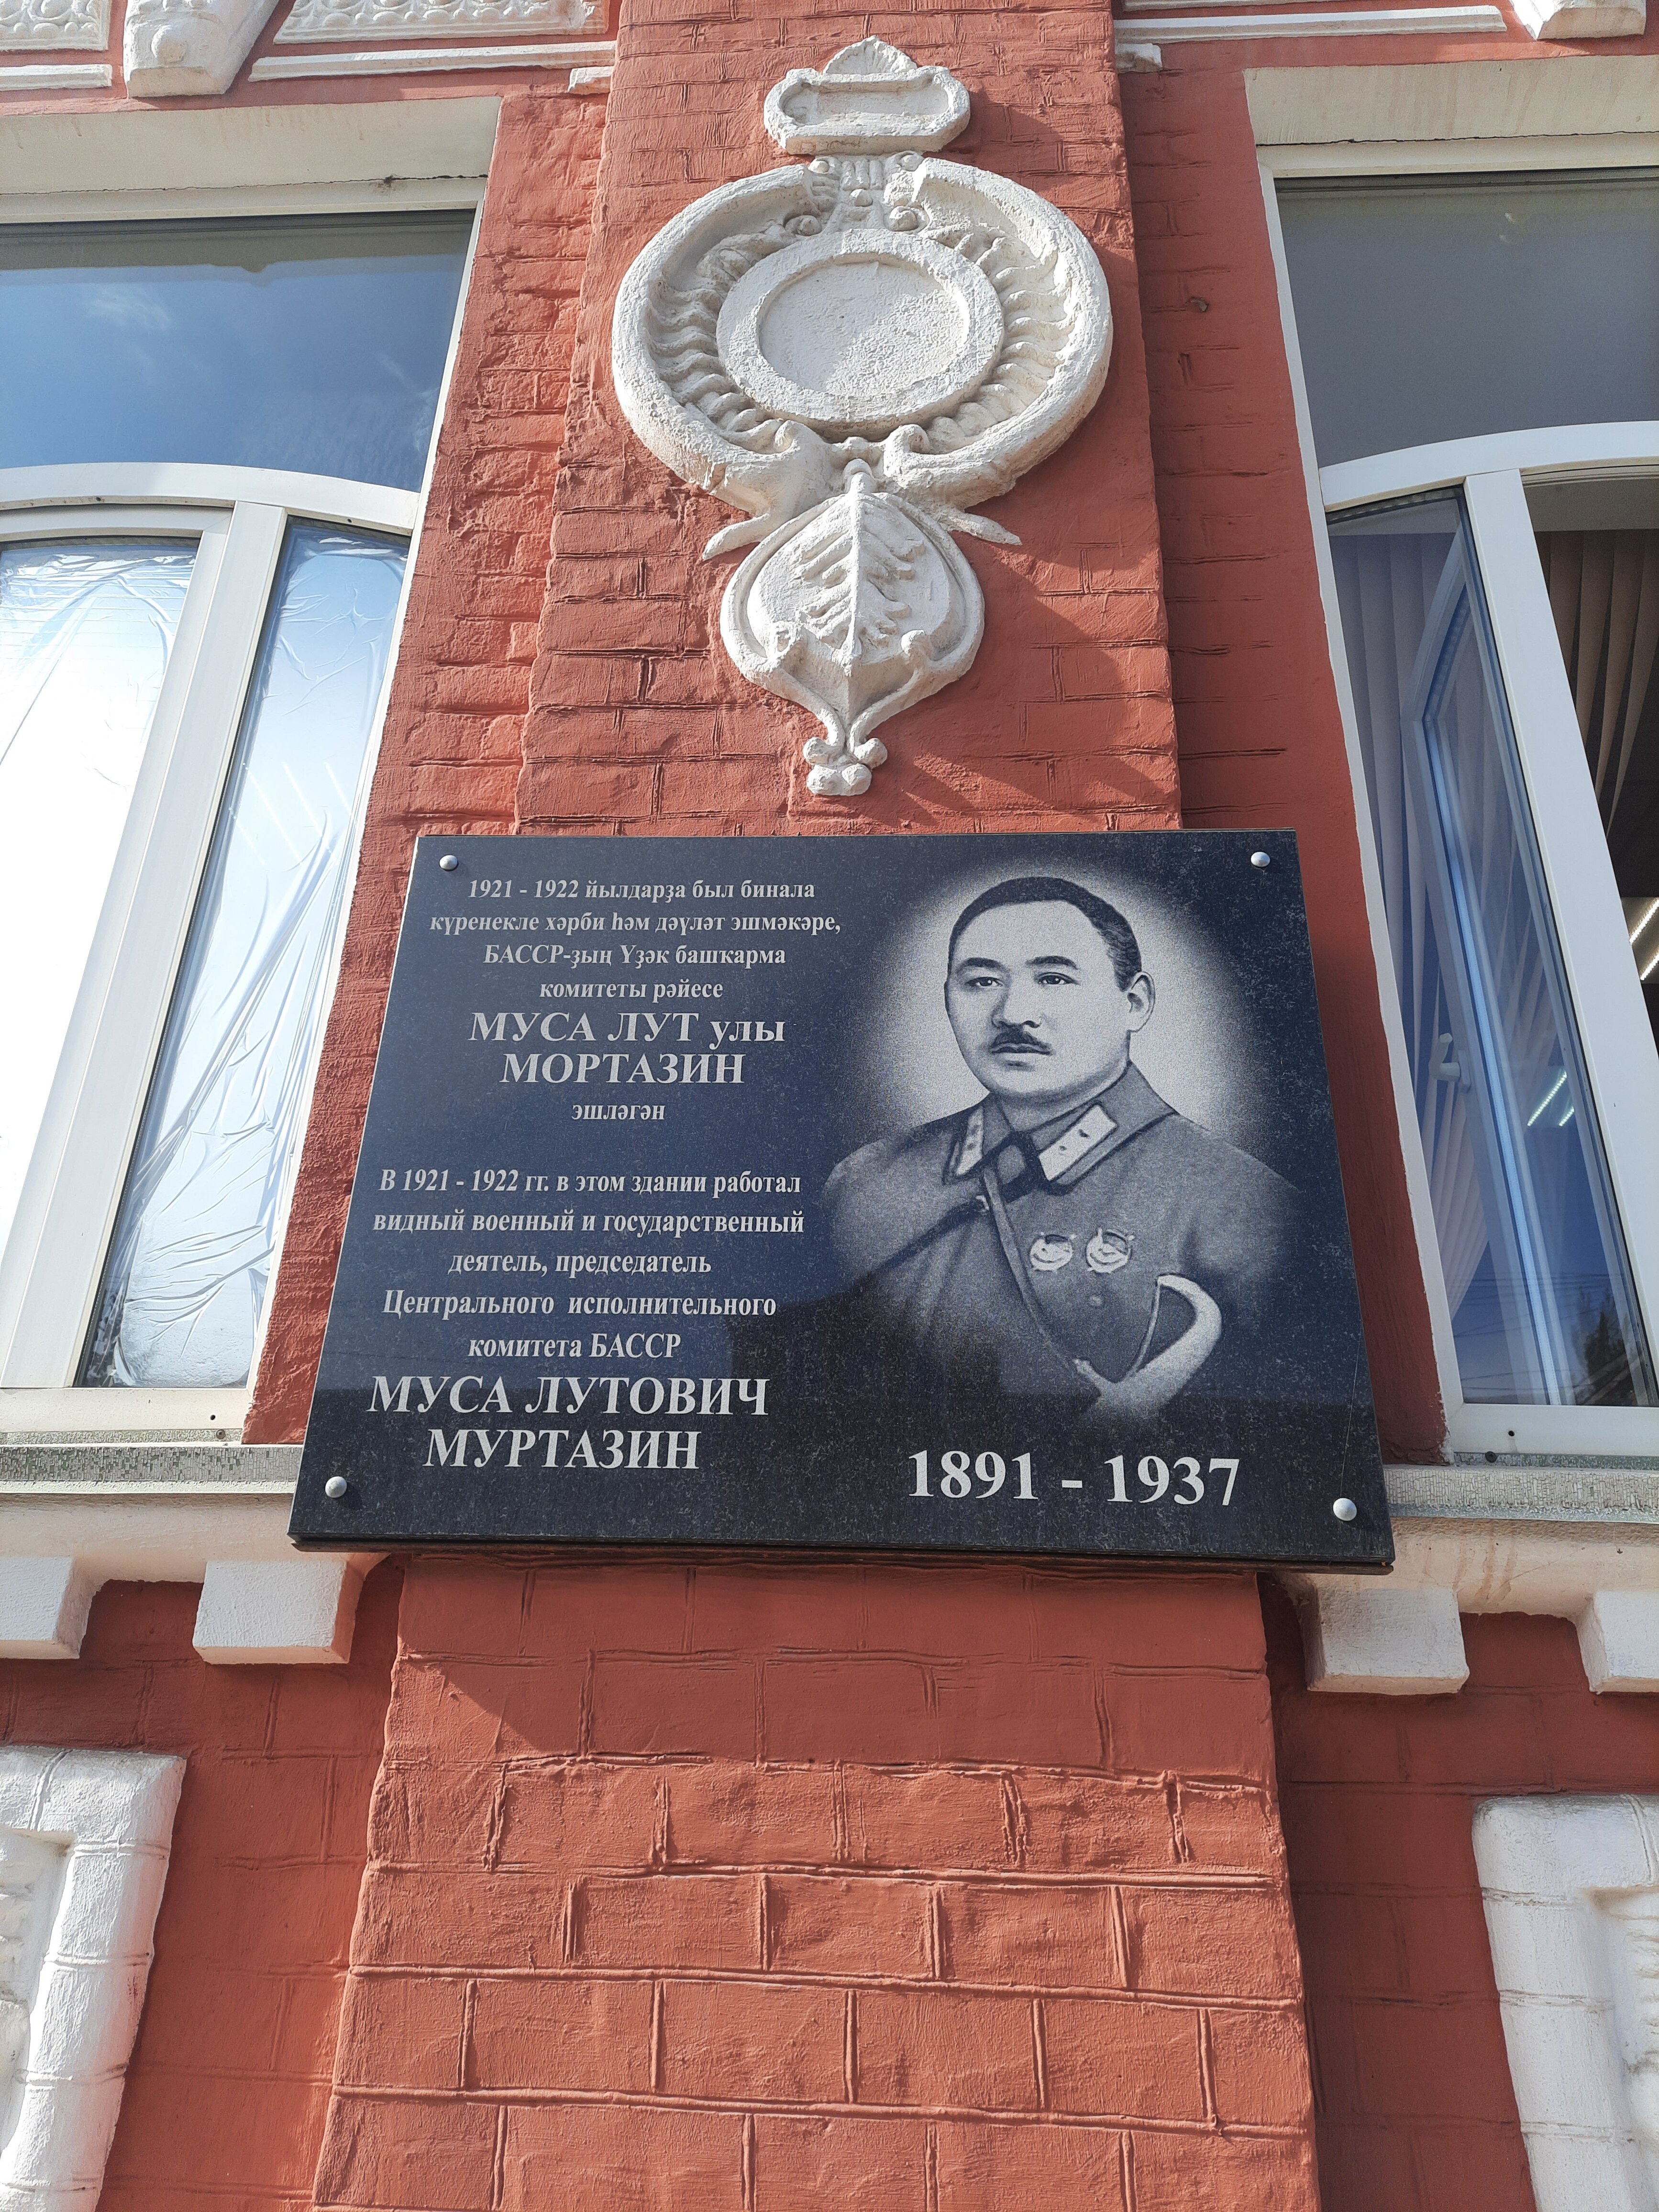 1921 - 1922 йылдарҙа был бинала
күренекле хәрби һәм дәүләт эшмәкәре,
БАССР-ҙың Үҙәк башҡарма
комитеты рәйесе
МУСА ЛУТ улы
МОРТАЗИН
эшләгән
В 1921 - 1922 гг. в этом здании работал
видный военный и государственный
деятель, председатель
Центрального исполнительного
комитета БАССР
МУСА ЛУТОВИЧ
МУРТАЗИН
1891 - 1937